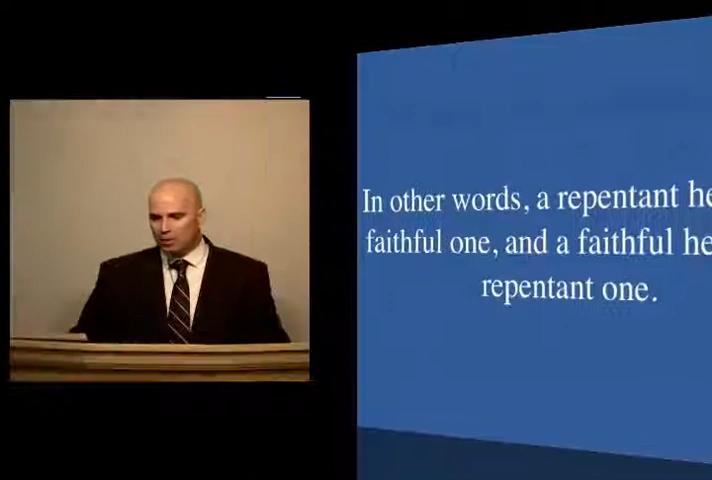 In other words, a repentant he
faithful one, and a faithful he
repentant one.